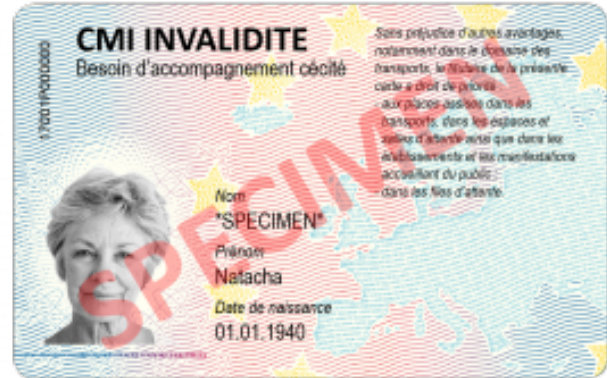 CMI INVALIDITE
Besoin d'accompagnement cécité
Sans préjudice d'autres avantages,
notamment dans le domaine des
transports, le titulaire de la présente
carte a droit de priorité :
- aux places assises dans les
transports, dans les espaces et
salles d'attente ainsi que dans les
établissements et les manifestations
accueillant du public ;
- dans les files d'attente.
Nom
*SPECIMEN*
Prénom
Natacha
Date de naissance
01.01.1940
SPECIMEN